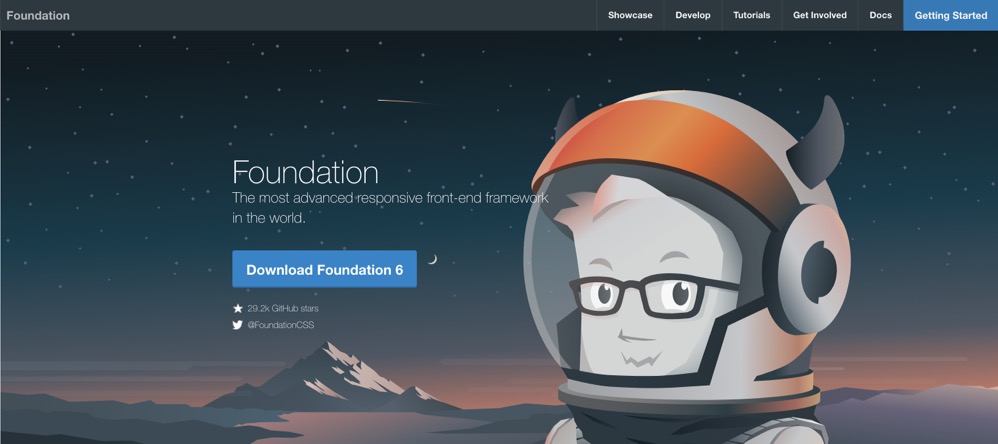 Foundation
Showcase
Develop
Tutorials
Get Involved
Docs
Getting Started
Foundation
The most advanced responsive front-end framework
in the world.
Download Foundation 6
29.2k GitHub stars
@FoundationCSS